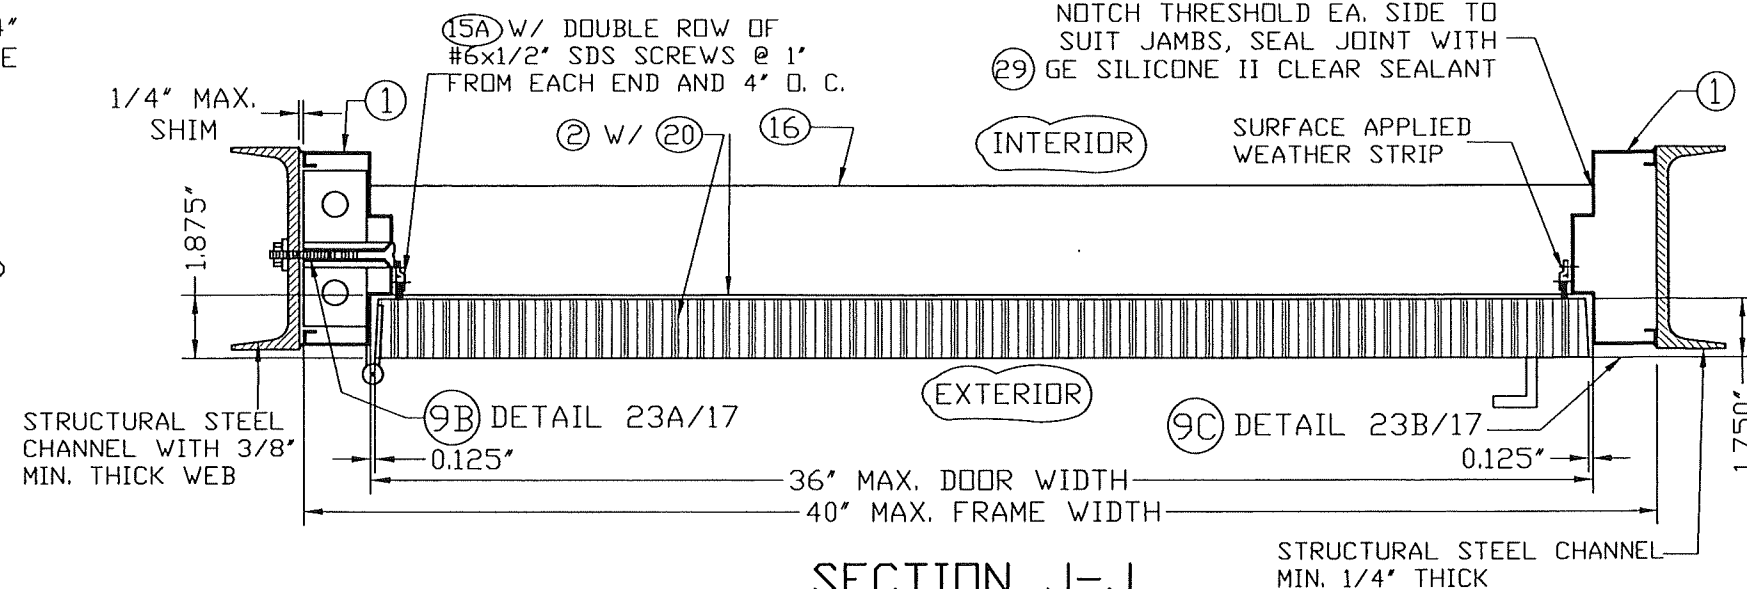 4"
E
15A W/ DOUBLE ROW OF
#6x1/2" SDS SCREWS @ 1"
FROM EACH END AND 4" O. C.
NOTCH THRESHOLD EA. SIDE TO
SUIT JAMBS, SEAL JOINT WITH
29 GE SILICONE II CLEAR SEALANT
1/4" MAX.
SHIM
1
2 W/ 20
16
INTERIOR
SURFACE APPLIED
WEATHER STRIP
1
1.875"
STRUCTURAL STEEL
CHANNEL WITH 3/8"
MIN. THICK WEB
9B DETAIL 23A/17
EXTERIOR
9C DETAIL 23B/17
1.750"
0.125"
0.125"
36" MAX. DOOR WIDTH
40" MAX. FRAME WIDTH
SECTION J-J
STRUCTURAL STEEL CHANNEL
MIN. 1/4" THICK